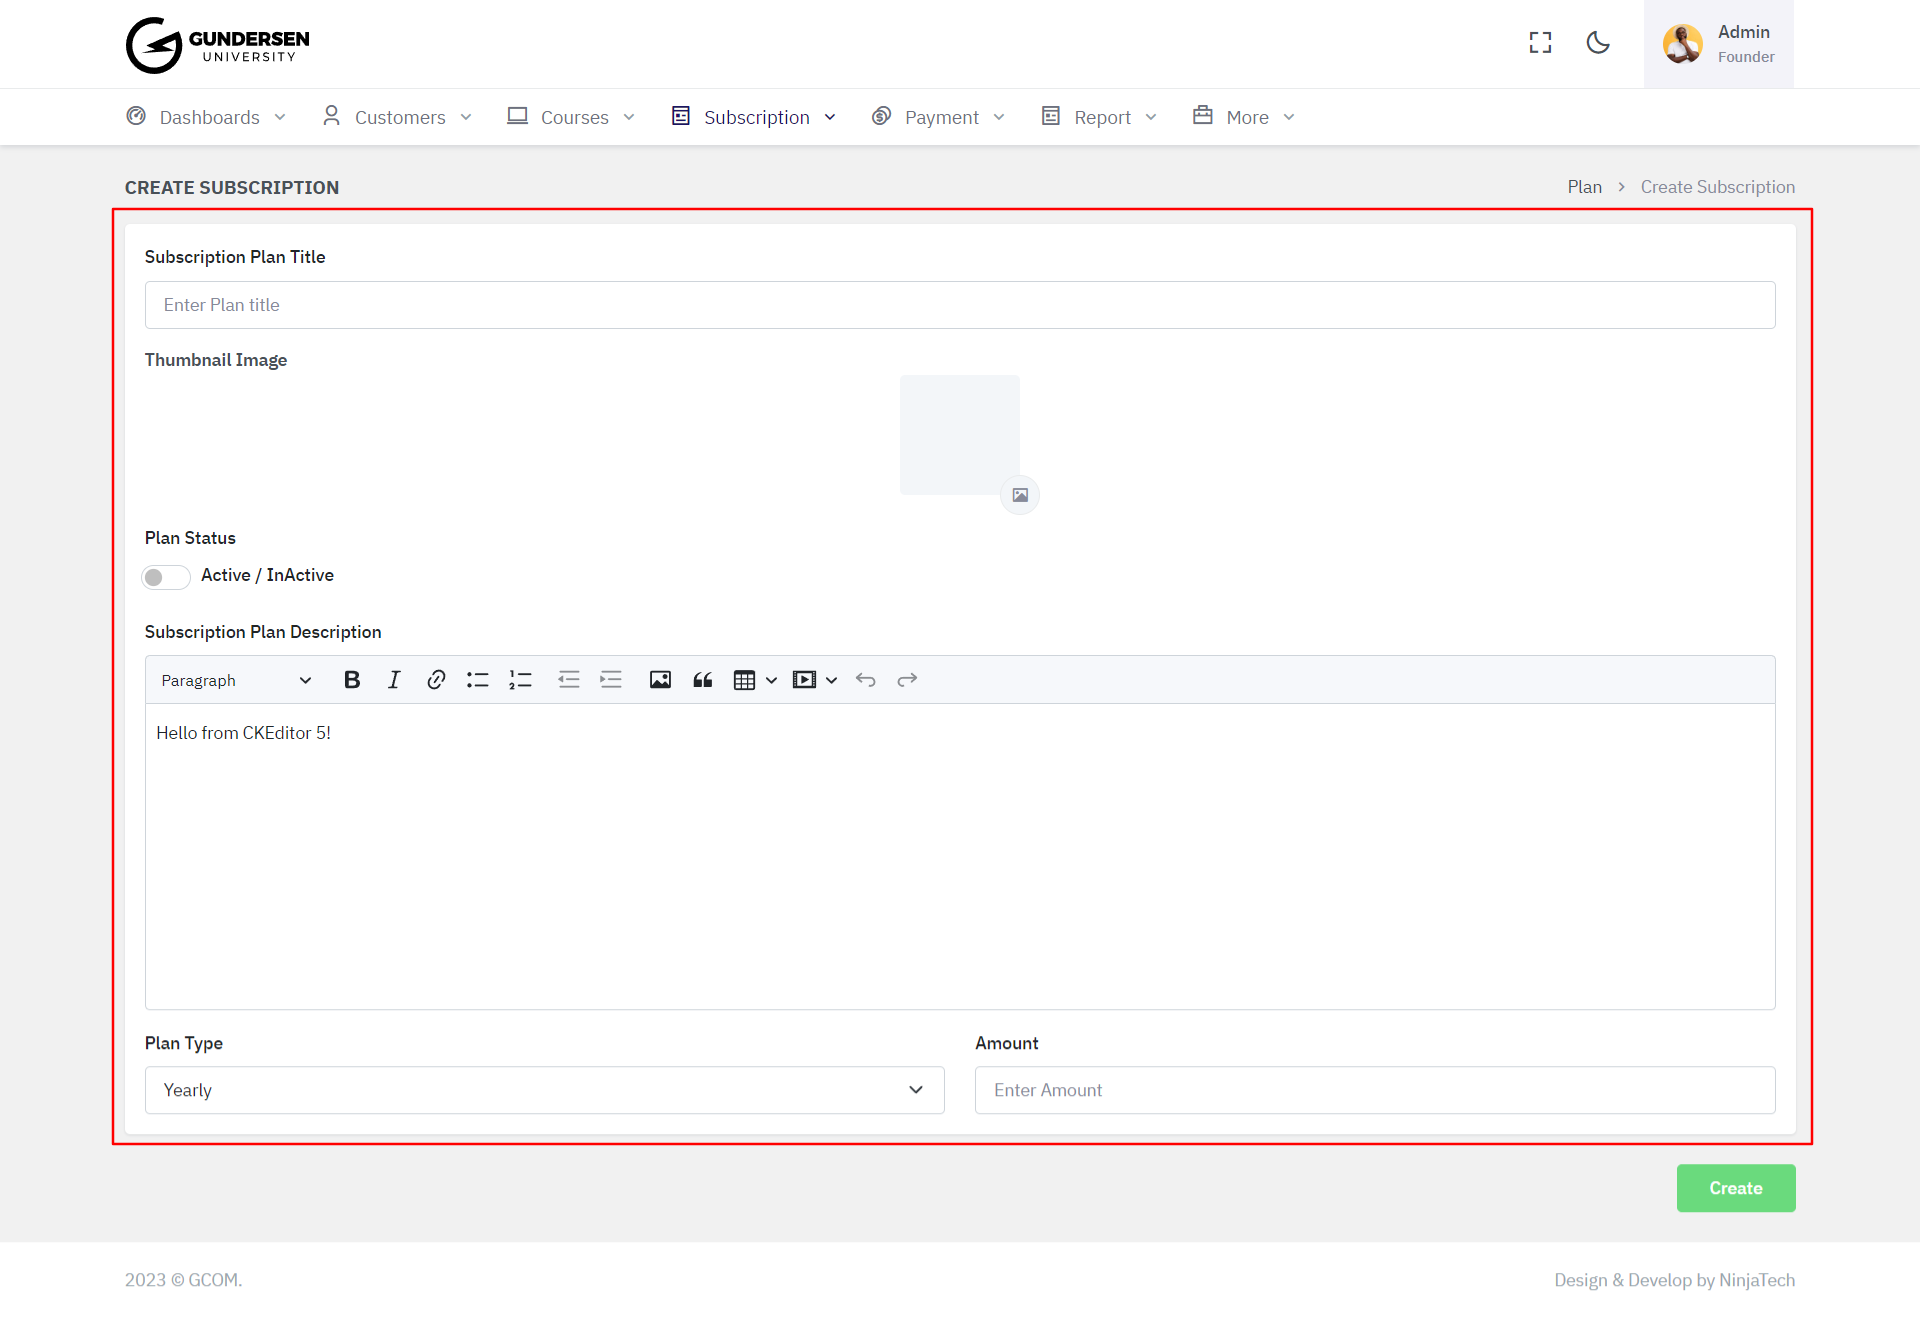 GUNDERSEN
UNIVERSITY
Admin
Founder
Dashboards
Customers
Courses
Subscription
Payment
Report
More
CREATE SUBSCRIPTION
Plan > Create Subscription
Subscription Plan Title
Enter Plan title
Thumbnail Image
Plan Status
Active / InActive
Subscription Plan Description
Paragraph
Hello from CKEditor 5!
Plan Type
Amount
Yearly
Enter Amount
Create
2023 © GCOM.
Design & Develop by NinjaTech